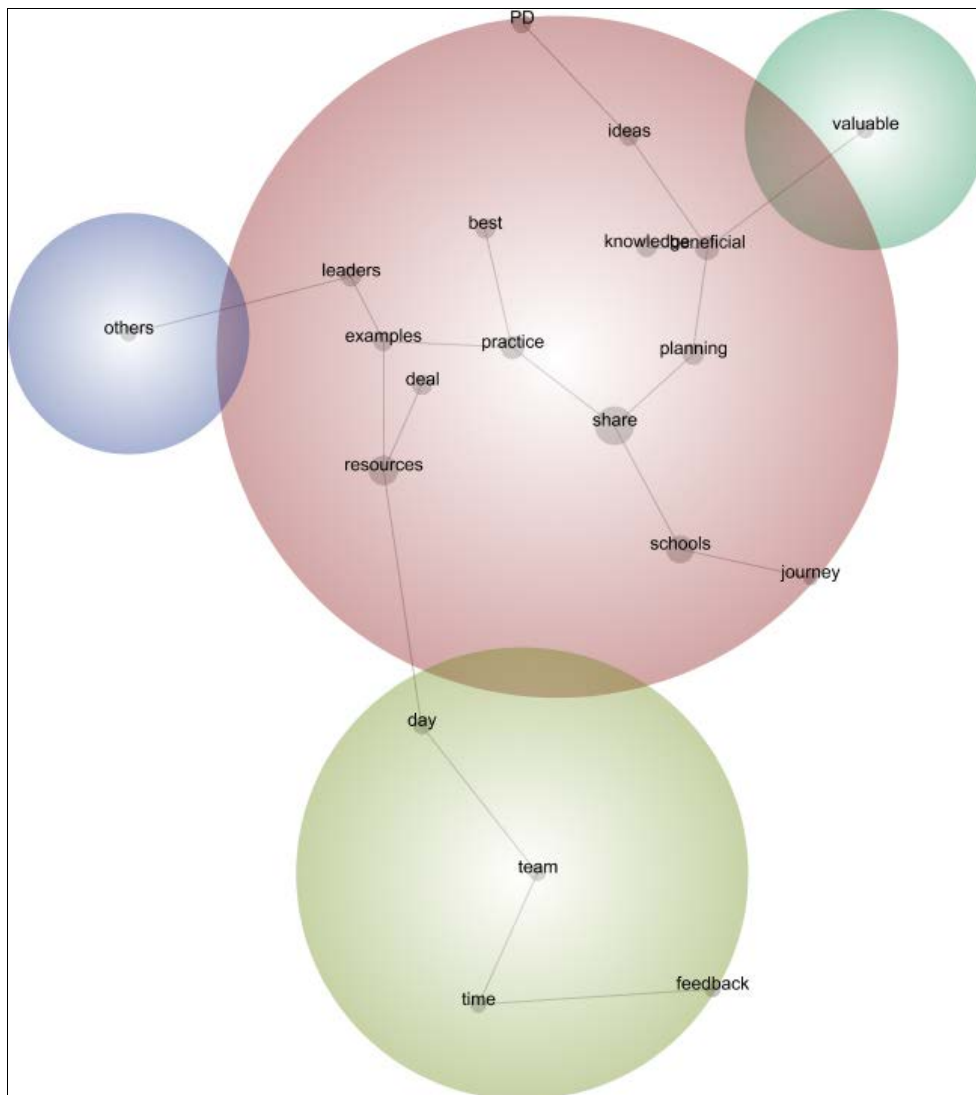 PD
valuable
ideas
best
knowledge
beneficial
leaders
others
examples
practice
planning
deal
share
resources
schools
journey
day
team
feedback
time